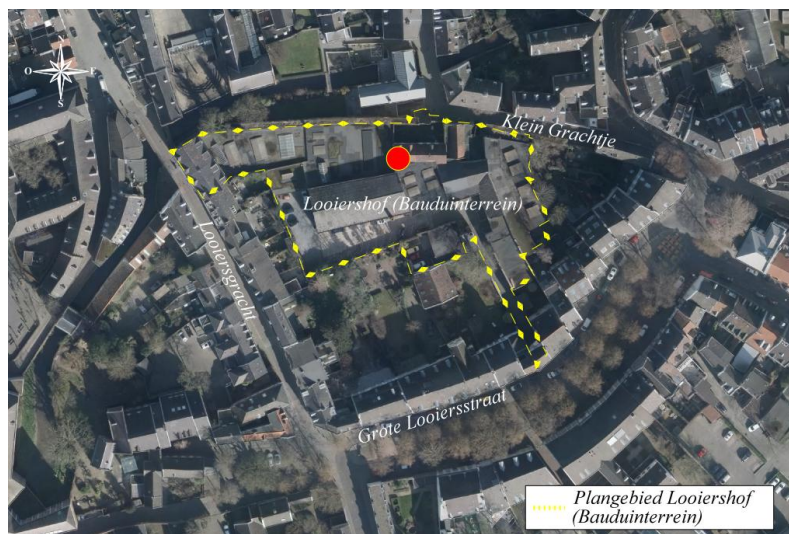 N
O E
S
Klein Grachtje
Looiershof (Bauduinterrein)
Looiersgracht
Grote Looiersstraat
Plangebied Looiershof
(Bauduinterrein)